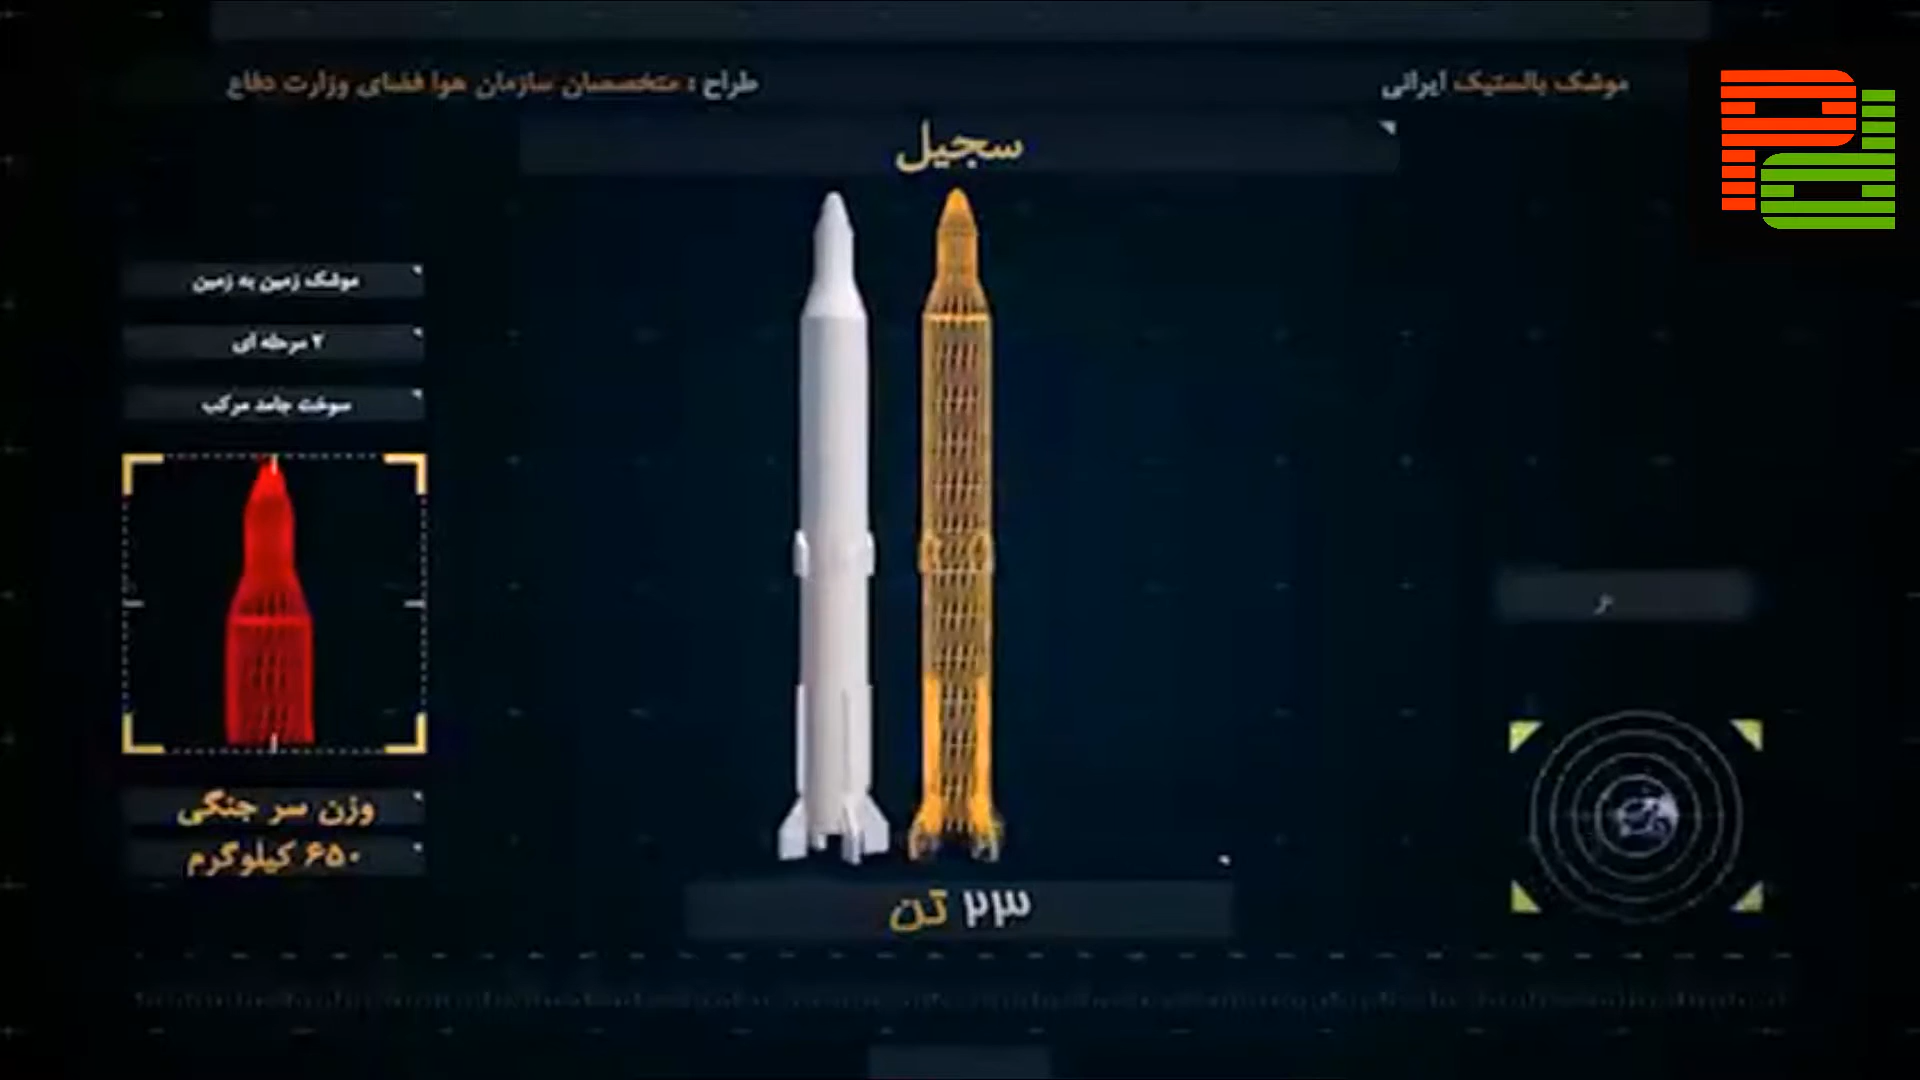 موشک بالستیک ایرانی
طراح : متخصصان سازمان هوا فضای وزارت دفاع
سجیل
موشک زمین به زمین
۲ مرحله ای
سوخت جامد مرکب
وزن سر جنگی
۶۵۰ کیلوگرم
۲۳ تن